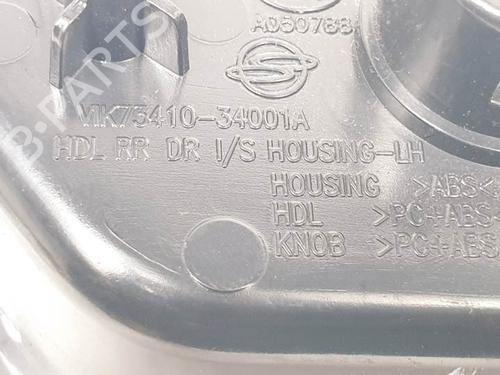 A050788
MK73410-34001A
HDL RR DR I/S HOUSING-LH
HOUSING >ABS<
HDL >PC+ABS
KNOB >PC+ABS
B-PARTS